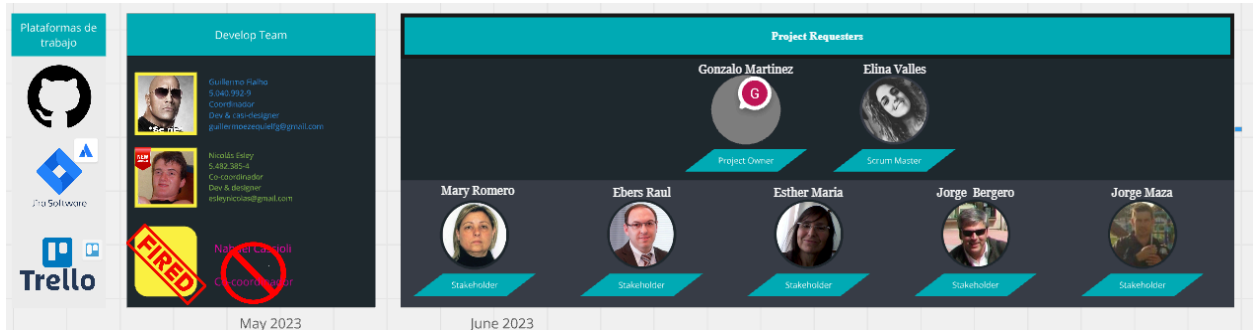 Plataformas de
trabajo
Jira Software
Trello
Develop Team
Guillermo Fialho
5.040.992-9
Coordinador
Dev & casi-designer
guillermoezequielfg@gmail.com
NEW
Nicolás Esley
5.482.385-4
Co-coordinador
Dev & designer
esleynicolas@gmail.com
FIRED
Co-coordinador
Project Requesters
Gonzalo Martinez
G
Project Owner
Elina Valles
Scrum Master
Mary Romero
Stakeholder
Ebers Raul
Stakeholder
Esther Maria
Stakeholder
Jorge Bergero
Stakeholder
Jorge Maza
Stakeholder
May 2023
June 2023